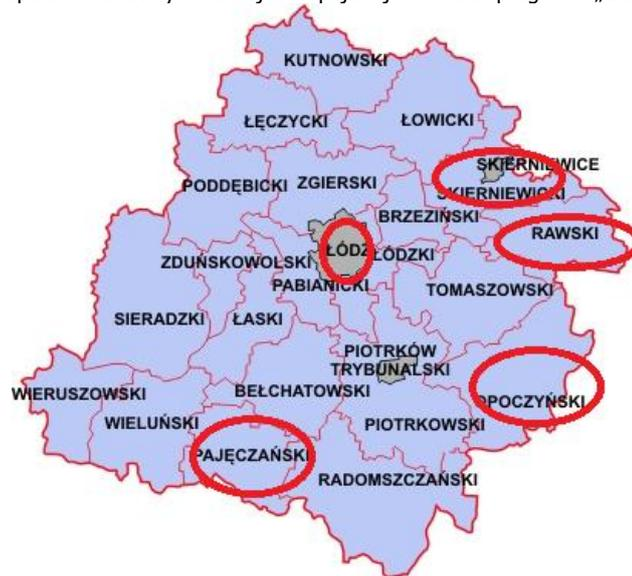 KUTNOWSKI
ŁĘCZYCKI
ŁOWICKI
SKIERNIEWICE
SKIERNIEWICKI
PODDĘBICKI
ZGIERSKI
BRZEZIŃSKI
RAWSKI
ŁÓDŹ
ŁÓDZKI
ZDUŃSKOWOLSKI
PABIANICKI
TOMASZOWSKI
SIERADZKI
ŁASKI
PIOTRKÓW
TRYBUNALSKI
WIERUSZOWSKI
BEŁCHATOWSKI
OPOCZYŃSKI
WIELUŃSKI
PIOTRKOWSKI
PAJĘCZAŃSKI
RADOMSZCZAŃSKI